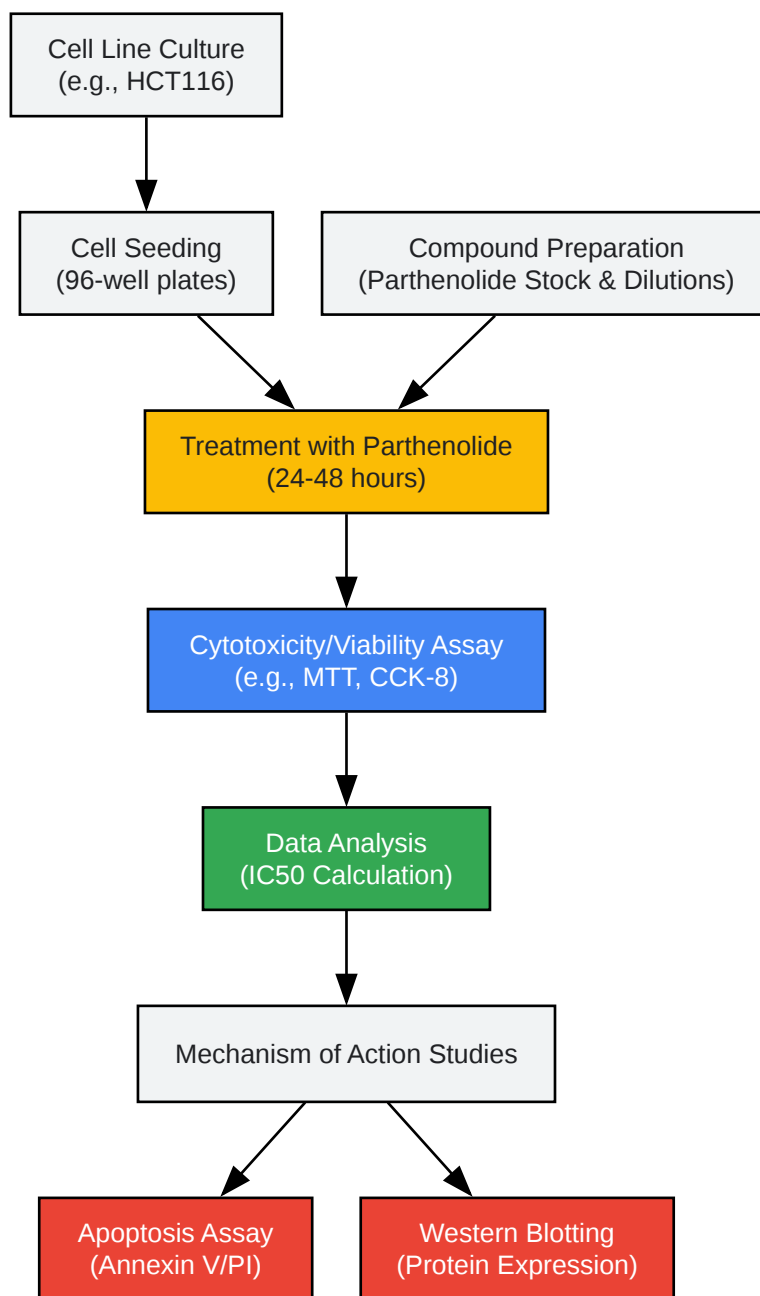 Cell Line Culture
(e.g., HCT116)
Cell Seeding
(96-well plates)
Compound Preparation
(Parthenolide Stock & Dilutions)
Treatment with Parthenolide
(24-48 hours)
Cytotoxicity/Viability Assay
(e.g., MTT, CCK-8)
Data Analysis
(IC50 Calculation)
Mechanism of Action Studies
Apoptosis Assay
(Annexin V/PI)
Western Blotting
(Protein Expression)